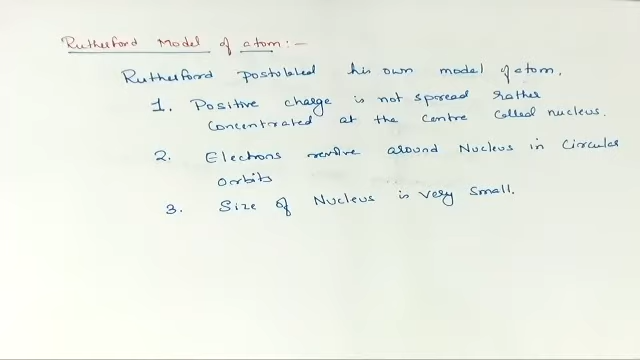 Rutherford Model of atom:-
Rutherford postulated his own model of atom.
1. Positive charge is not spread rather
concentrated at the centre called nucleus.
2. Electrons revolve around Nucleus in Circular
orbits
3. Size of Nucleus is very small.